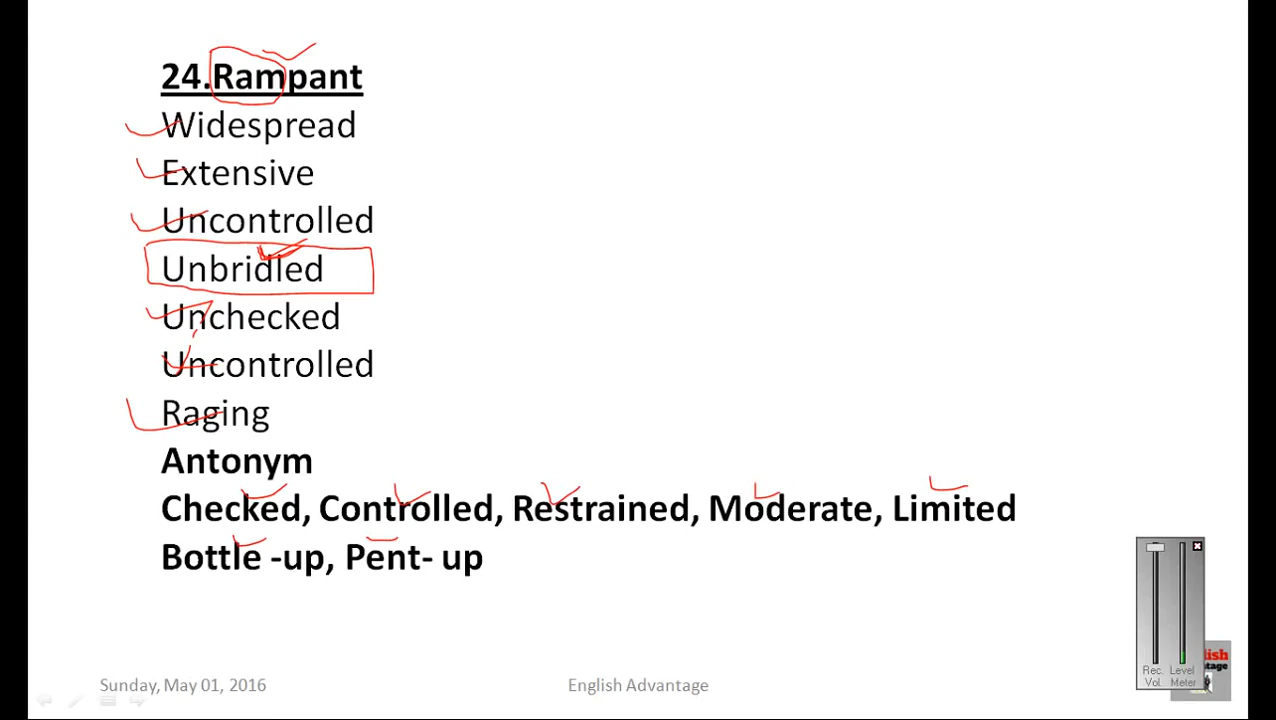 24.Rampant
Widespread
Extensive
Uncontrolled
Unbridled
Unchecked
Uncontrolled
Raging
Antonym
Checked, Controlled, Restrained, Moderate, Limited
Bottle -up, Pent- up
Sunday, May 01, 2016
English Advantage
Rec. Level
Vol. Meter